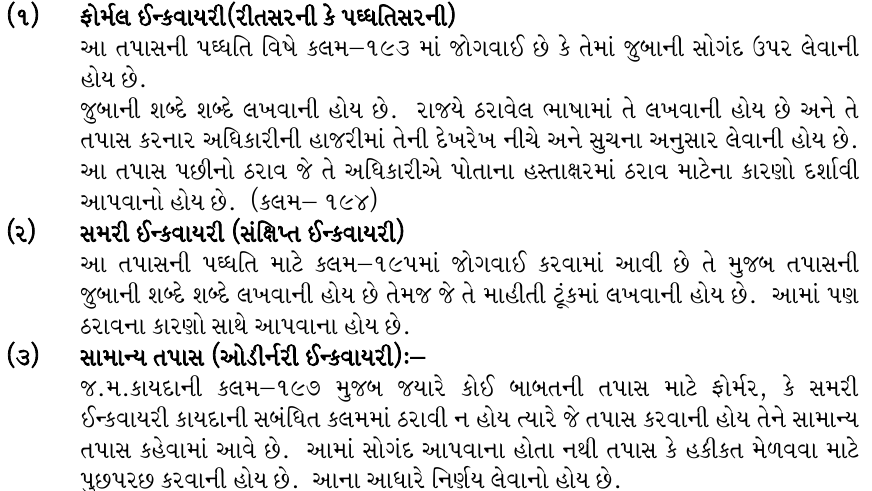 (૧) ફોર્મલ ઈન્કવાયરી(રીતસરની કે પધ્ધતિસરની)
આ તપાસની પધ્ધતિ વિષે કલમ–૧૯૩ માં જોગવાઈ છે કે તેમાં જુબાની સોગંદ ઉપર લેવાની
હોય છે.
જુબાની શબ્દે શબ્દે લખવાની હોય છે. રાજયે ઠરાવેલ ભાષામાં તે લખવાની હોય છે અને તે
તપાસ કરનાર અધિકારીની હાજરીમાં તેની દેખરેખ નીચે અને સુચના અનુસાર લેવાની હોય છે.
આ તપાસ પછીનો ઠરાવ જે તે અધિકારીએ પોતાના હસ્તાક્ષરમાં ઠરાવ માટેના કારણો દર્શાવી
આપવાનો હોય છે. (કલમ– ૧૯૪)
(૨) સમરી ઈન્કવાયરી (સંક્ષિપ્ત ઈન્કવાયરી)
આ તપાસની પધ્ધતિ માટે કલમ–૧૯૫માં જોગવાઈ કરવામાં આવી છે તે મુજબ તપાસની
જુબાની શબ્દે શબ્દે લખવાની હોય છે તેમજ જે તે માહીતી ટૂંકમાં લખવાની હોય છે. આમાં પણ
ઠરાવના કારણો સાથે આપવાના હોય છે.
(૩) સામાન્ય તપાસ (ઓડીર્નરી ઈન્કવાયરી):–
જ.મ.કાયદાની કલમ–૧૯૭ મુજબ જયારે કોઈ બાબતની તપાસ માટે ફોર્મર, કે સમરી
ઈન્કવાયરી કાયદાની સબંધિત કલમમાં ઠરાવી ન હોય ત્યારે જે તપાસ કરવાની હોય તેને સામાન્ય
તપાસ કહેવામાં આવે છે. આમાં સોગંદ આપવાના હોતા નથી તપાસ કે હકીકત મેળવવા માટે
પુછપરછ કરવાની હોય છે. આના આધારે નિર્ણય લેવાનો હોય છે.